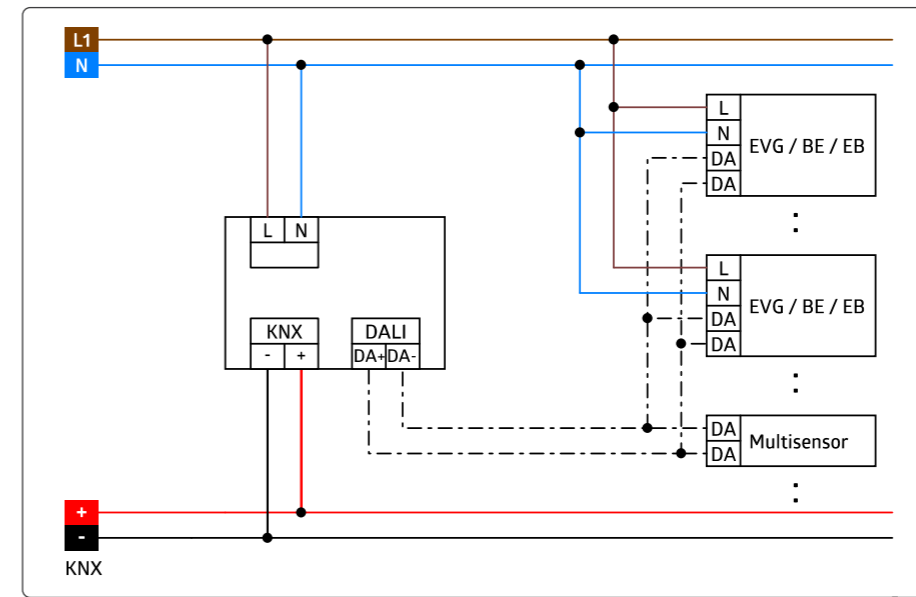 L1
N
L
N
DA
DA
EVG / BE / EB
:
L N
KNX
- +
DALI
DA+ DA-
L
N
DA
DA
EVG / BE / EB
:
DA
DA
Multisensor
:
+
-
KNX